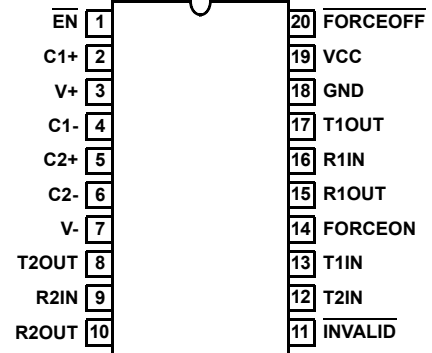 EN 1 20 FORCEOFF
C1+ 2 19 VCC
V+ 3 18 GND
C1- 4 17 T1OUT
C2+ 5 16 R1IN
C2- 6 15 R1OUT
V- 7 14 FORCEON
T2OUT 8 13 T1IN
R2IN 9 12 T2IN
R2OUT 10 11 INVALID